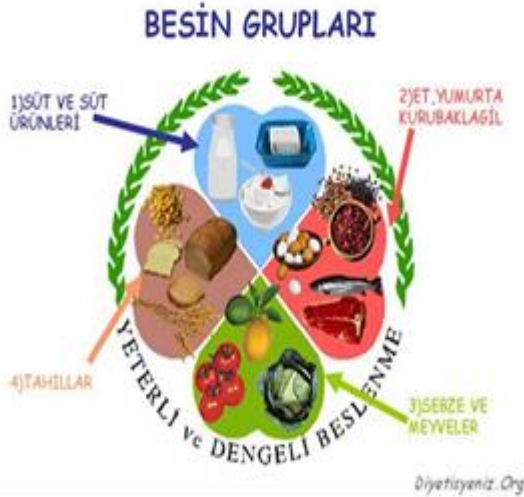 BESİN GRUPLARI
1)SÜT VE SÜT
ÜRÜNLERİ
2)ET,YUMURTA
KURUBAKLAGİL
4)TAHILLAR
3)SEBZE VE
MEYVELER
YETERLİ ve DENGELİ BESLENME
Diyetisyeniz.Org